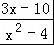 3x − 10
x² − 4